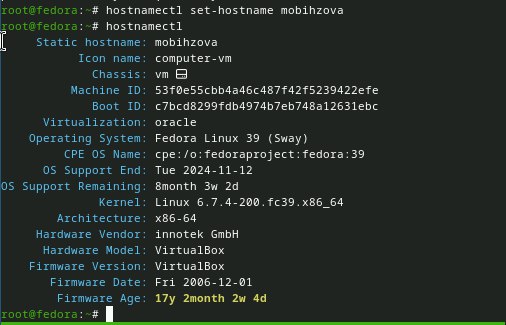 root@fedora:~# hostnamectl set-hostname mobihzova
root@fedora:~# hostnamectl
Static hostname: mobihzova
Icon name: computer-vm
Chassis: vm 🖴
Machine ID: 53f0e55cbb4a46c487f42f5239422efe
Boot ID: c7bcd8299fdb4974b7eb748a12631ebc
Virtualization: oracle
Operating System: Fedora Linux 39 (Sway)
CPE OS Name: cpe:/o:fedoraproject:fedora:39
OS Support End: Tue 2024-11-12
OS Support Remaining: 8month 3w 2d
Kernel: Linux 6.7.4-200.fc39.x86_64
Architecture: x86-64
Hardware Vendor: innotek GmbH
Hardware Model: VirtualBox
Firmware Version: VirtualBox
Firmware Date: Fri 2006-12-01
Firmware Age: 17y 2month 2w 4d
root@fedora:~#